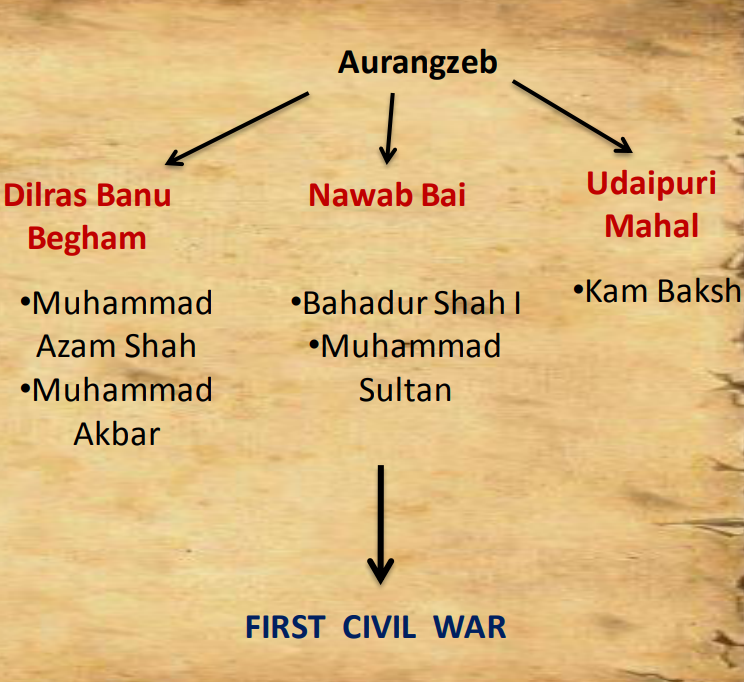 Aurangzeb
Dilras Banu
Begham
•Muhammad
Azam Shah
•Muhammad
Akbar
Nawab Bai
•Bahadur Shah I
•Muhammad
Sultan
Udaipuri
Mahal
•Kam Baksh
FIRST CIVIL WAR